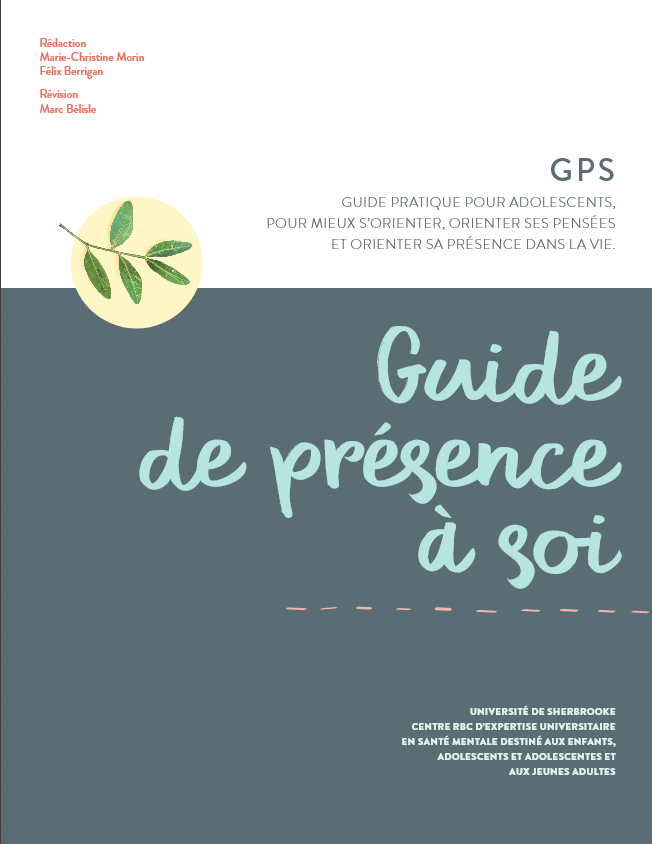 Rédaction
Marie-Christine Morin
Félix Berrigan
Révision
Marc Bélisle
GPS
GUIDE PRATIQUE POUR ADOLESCENTS,
POUR MIEUX S'ORIENTER, ORIENTER SES PENSÉES
ET ORIENTER SA PRÉSENCE DANS LA VIE.
Guide
de présence
à soi
UNIVERSITÉ DE SHERBROOKE
CENTRE RBC D'EXPERTISE UNIVERSITAIRE
EN SANTÉ MENTALE DESTINÉ AUX ENFANTS,
ADOLESCENTS ET ADOLESCENTES ET
AUX JEUNES ADULTES